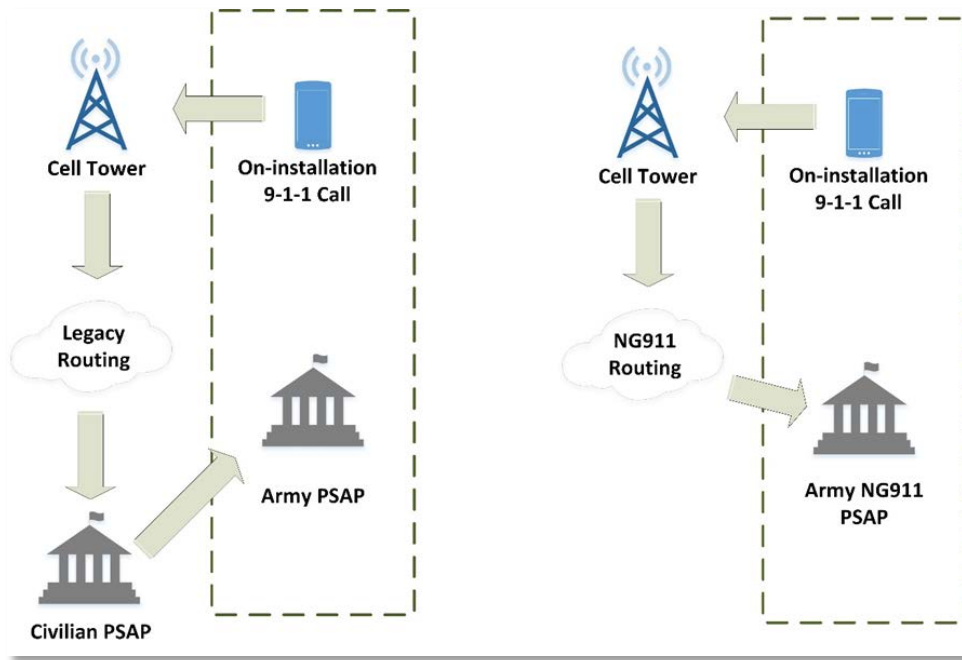 Cell Tower
On-installation
9-1-1 Call
Legacy
Routing
Army PSAP
Civilian PSAP
Cell Tower
On-installation
9-1-1 Call
NG911
Routing
Army NG911
PSAP